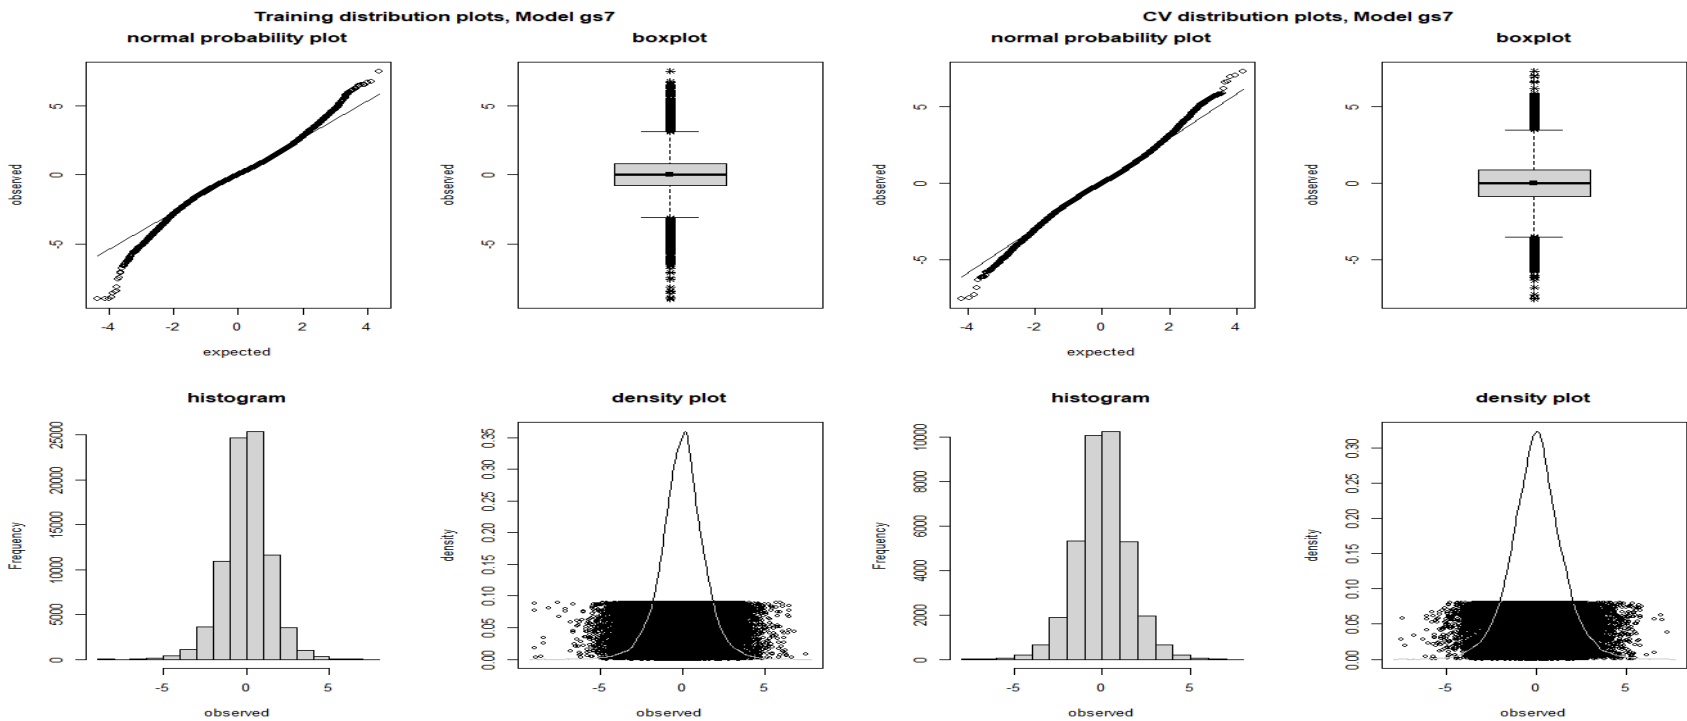 Training distribution plots, Model gs7
CV distribution plots, Model gs7
normal probability plot
boxplot
normal probability plot
boxplot
observed
5
0
-5
-4
-2
0
2
4
expected
observed
5
0
-5
observed
5
0
-5
-4
-2
0
2
4
expected
observed
5
0
-5
histogram
density plot
histogram
density plot
Frequency
25000
20000
15000
10000
5000
0
-5
0
5
observed
density
0.35
0.30
0.25
0.20
0.15
0.10
0.05
0.00
-5
0
5
observed
Frequency
10000
8000
6000
4000
2000
0
-5
0
5
observed
density
0.30
0.25
0.20
0.15
0.10
0.05
0.00
-5
0
5
observed